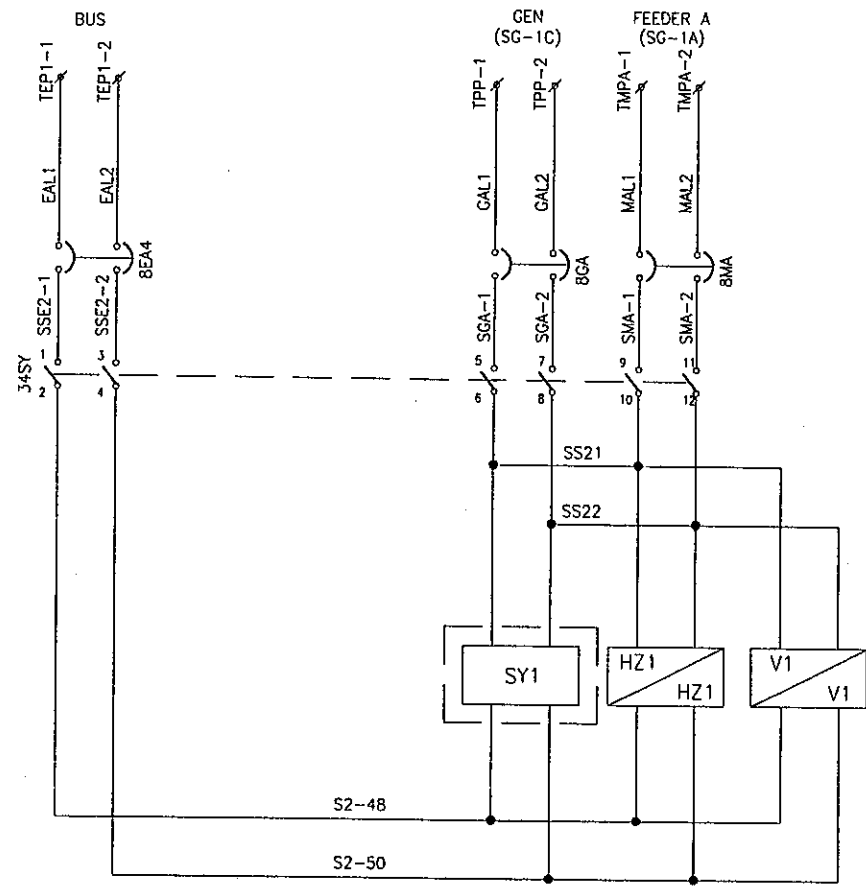 BUS
GEN
(SG-1C)
FEEDER A
(SG-1A)
TEP1-1
TEP1-2
TPP-1
TPP-2
TMPA-1
TMPA-2
EAL1
EAL2
GAL1
GAL2
MAL1
MAL2
8EA4
8GA
8MA
SSE2-1
SSE2-2
SGA-1
SGA-2
SMA-1
SMA-2
34SY
1
3
5
7
9
11
2
4
6
8
10
12
SS21
SS22
SY1
HZ1
HZ1
V1
V1
S2-48
S2-50